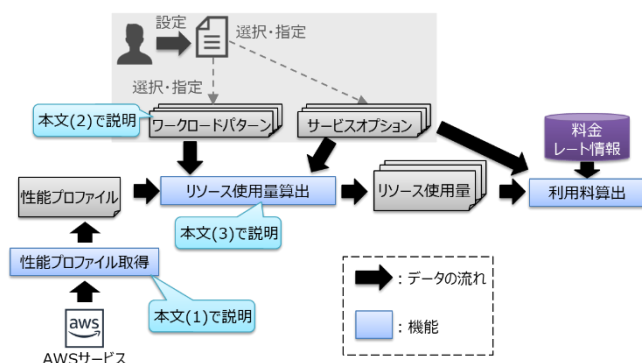 設定
選択・指定
選択・指定
本文(2)で説明
ワークロードパターン
サービスオプション
料金
レート情報
性能プロファイル
リソース使用量算出
リソース使用量
利用料算出
本文(3)で説明
性能プロファイル取得
本文(1)で説明
aws
AWSサービス
：データの流れ
：機能